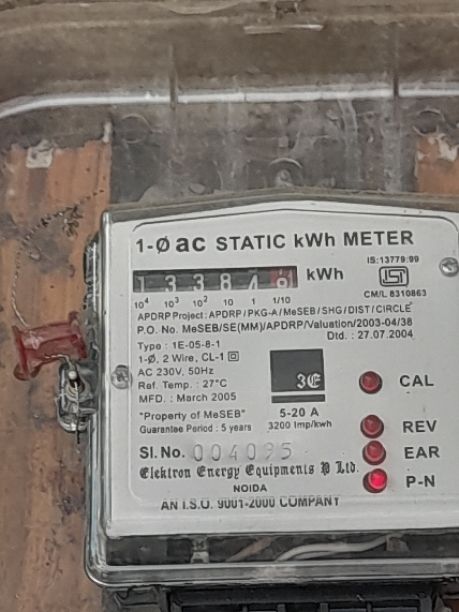 1-Ø ac STATIC kWh METER
IS:13779:99
1 3 3 8 4 kWh
ISI
CM/L 8310863
10⁴ 10³ 10² 10 1 1/10
APDRP Project : APDRP / PKG-A / MeSEB / SHG / DIST / CIRCLE
P.O. No. MeSEB/SE(MM)/APDRP/Valuation/2003-04/38
Dtd. : 27.07.2004
Type : 1E-05-8-1
1-Ø, 2 Wire, CL-1
AC 230V, 50Hz
Ref. Temp. : 27°C
MFD. : March 2005
3E
CAL
"Property of MeSEB"
5-20 A
Guarantee Period : 5 years
3200 Imp/kwh
REV
Sl. No. 004095
EAR
Elektron Energy Equipments P Ltd.
P-N
NOIDA
AN I.S.O. 9001-2000 COMPANY